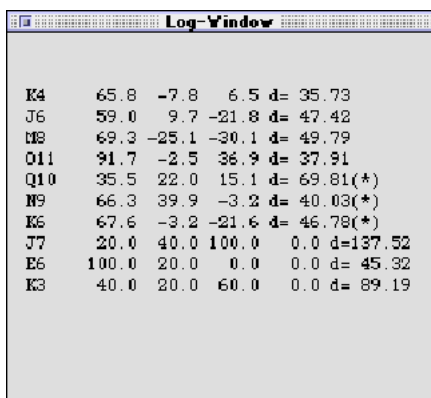 Log-Window
K4 65.8 -7.8 6.5 d= 35.73
J6 59.0 9.7 -21.8 d= 47.42
M8 69.3 -25.1 -30.1 d= 49.79
O11 91.7 -2.5 36.9 d= 37.91
Q10 35.5 22.0 15.1 d= 69.81(*)
N9 66.3 39.9 -3.2 d= 40.03(*)
K6 67.6 -3.2 -21.6 d= 46.78(*)
J7 20.0 40.0 100.0 0.0 d=137.52
E6 100.0 20.0 0.0 0.0 d= 45.32
K3 40.0 20.0 60.0 0.0 d= 89.19